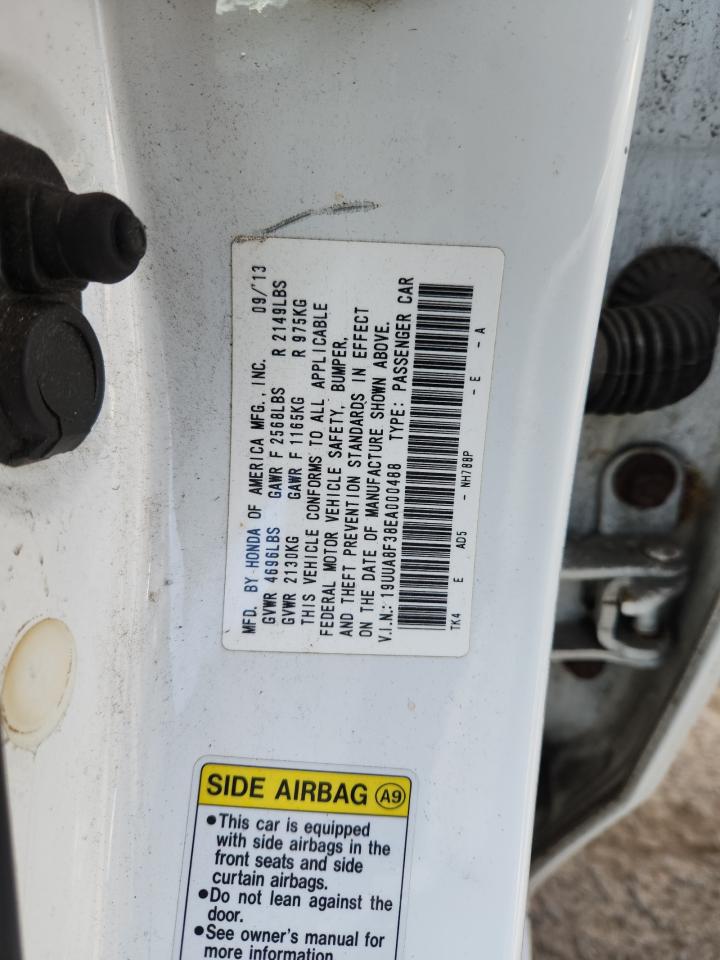 MFD. BY HONDA OF AMERICA MFG., INC. 09/'13
GVWR 4696LBS GAWR F 2568LBS R 2149LBS
GVWR 2130KG GAWR F 1165KG R 975KG
THIS VEHICLE CONFORMS TO ALL APPLICABLE
FEDERAL MOTOR VEHICLE SAFETY, BUMPER,
AND THEFT PREVENTION STANDARDS IN EFFECT
ON THE DATE OF MANUFACTURE SHOWN ABOVE.
V.I.N.: 19UUA8F38EA000488 TYPE: PASSENGER CAR
TK4 E AD5 - NH788P - E - A
SIDE AIRBAG A9
•This car is equipped
with side airbags in the
front seats and side
curtain airbags.
•Do not lean against the
door.
•See owner's manual for
more information.